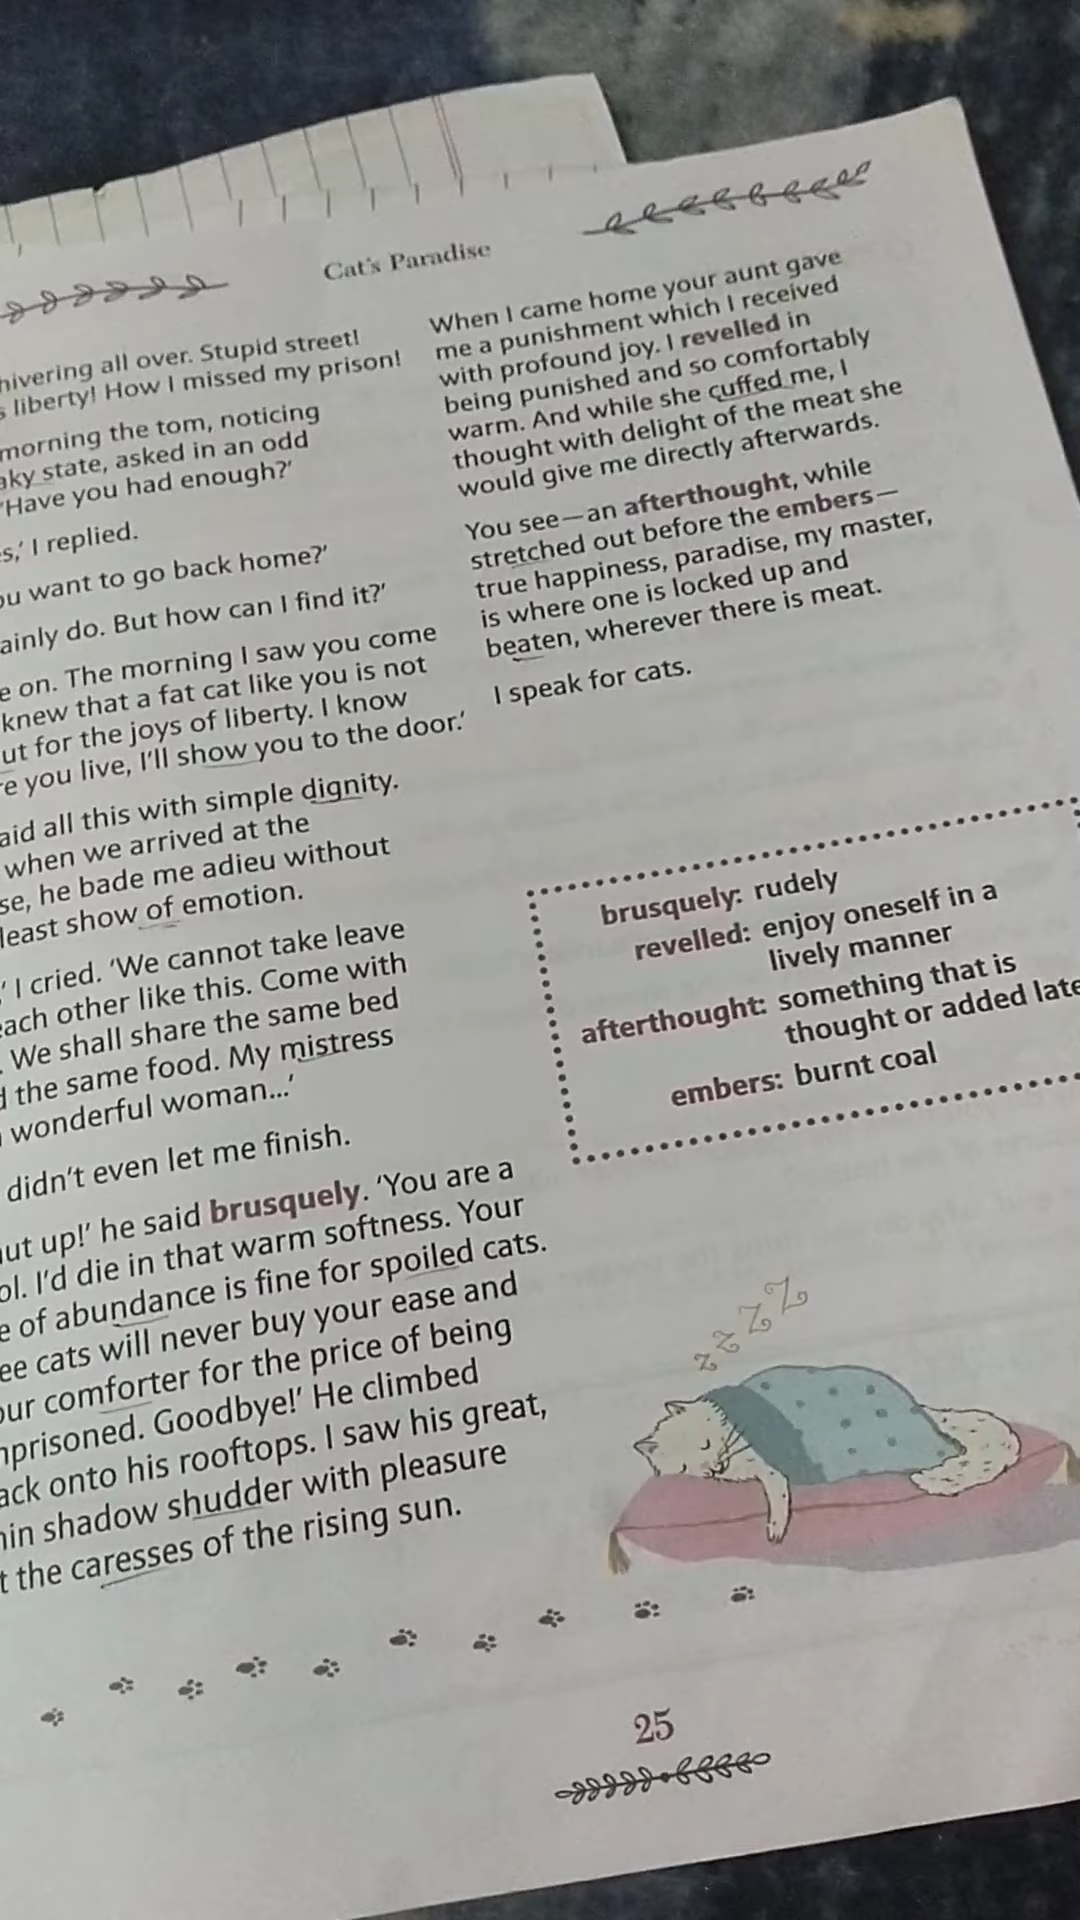 Cat's Paradise
hivering all over. Stupid street!
s liberty! How I missed my prison!
morning the tom, noticing
aky state, asked in an odd
'Have you had enough?'
s,' I replied.
ou want to go back home?'
ainly do. But how can I find it?'
e on. The morning I saw you come
knew that a fat cat like you is not
ut for the joys of liberty. I know
e you live, I'll show you to the door.'
aid all this with simple dignity.
when we arrived at the
se, he bade me adieu without
least show of emotion.
,' I cried. 'We cannot take leave
each other like this. Come with
. We shall share the same bed
d the same food. My mistress
wonderful woman...'
didn't even let me finish.
ut up!' he said brusquely. 'You are a
ol. I'd die in that warm softness. Your
e of abundance is fine for spoiled cats.
ee cats will never buy your ease and
our comforter for the price of being
nprisoned. Goodbye!' He climbed
ack onto his rooftops. I saw his great,
hin shadow shudder with pleasure
t the caresses of the rising sun.
When I came home your aunt gave
me a punishment which I received
with profound joy. I revelled in
being punished and so comfortably
warm. And while she cuffed me, I
thought with delight of the meat she
would give me directly afterwards.
You see—an afterthought, while
stretched out before the embers—
true happiness, paradise, my master,
is where one is locked up and
beaten, wherever there is meat.
I speak for cats.
brusquely: rudely
revelled: enjoy oneself in a
lively manner
afterthought: something that is
thought or added late
embers: burnt coal
z z Z Z
25